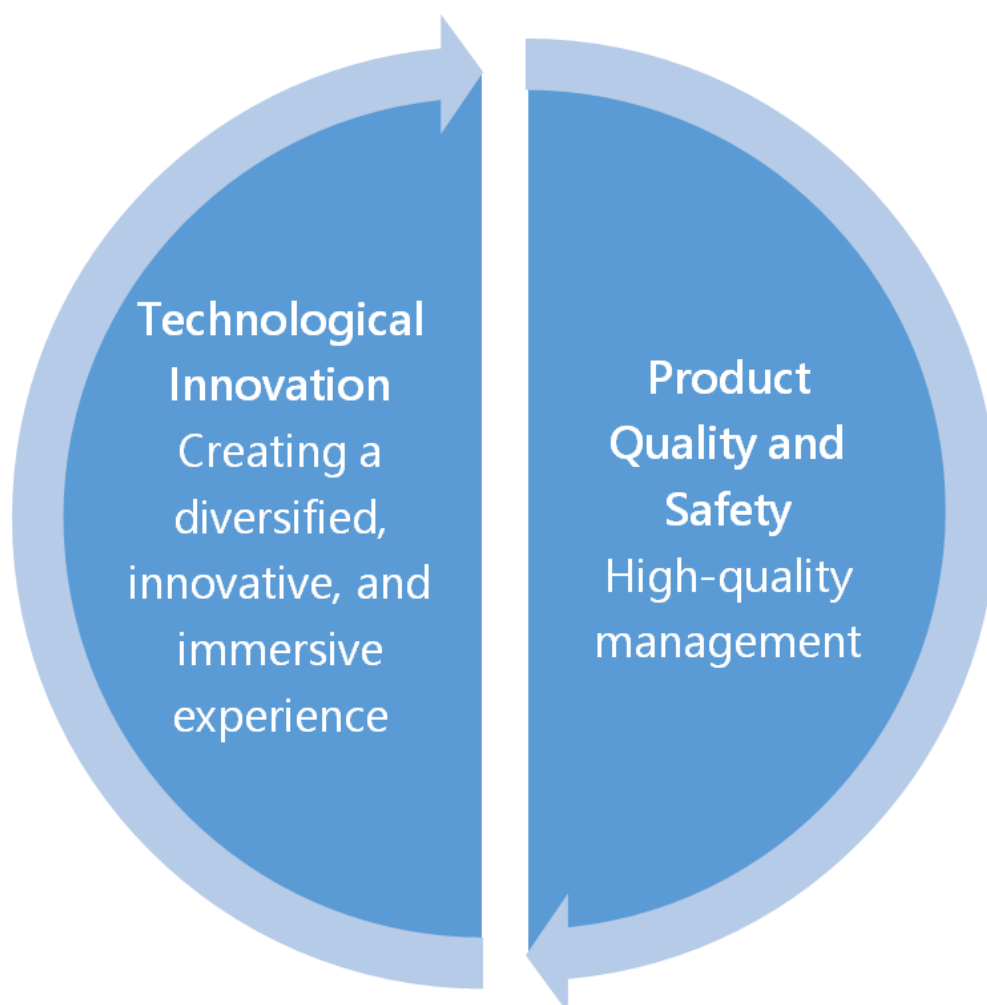 Technological
Innovation
Creating a
diversified,
innovative, and
immersive
experience
Product
Quality and
Safety
High-quality
management